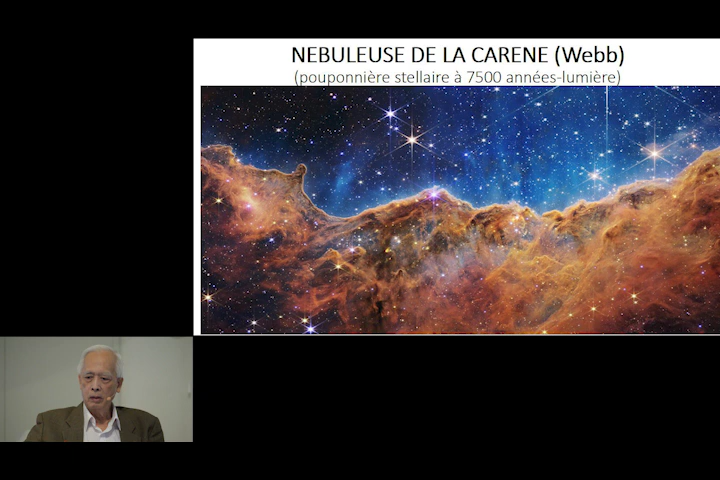 NEBULEUSE DE LA CARENE (Webb)
(pouponnière stellaire à 7500 années-lumière)